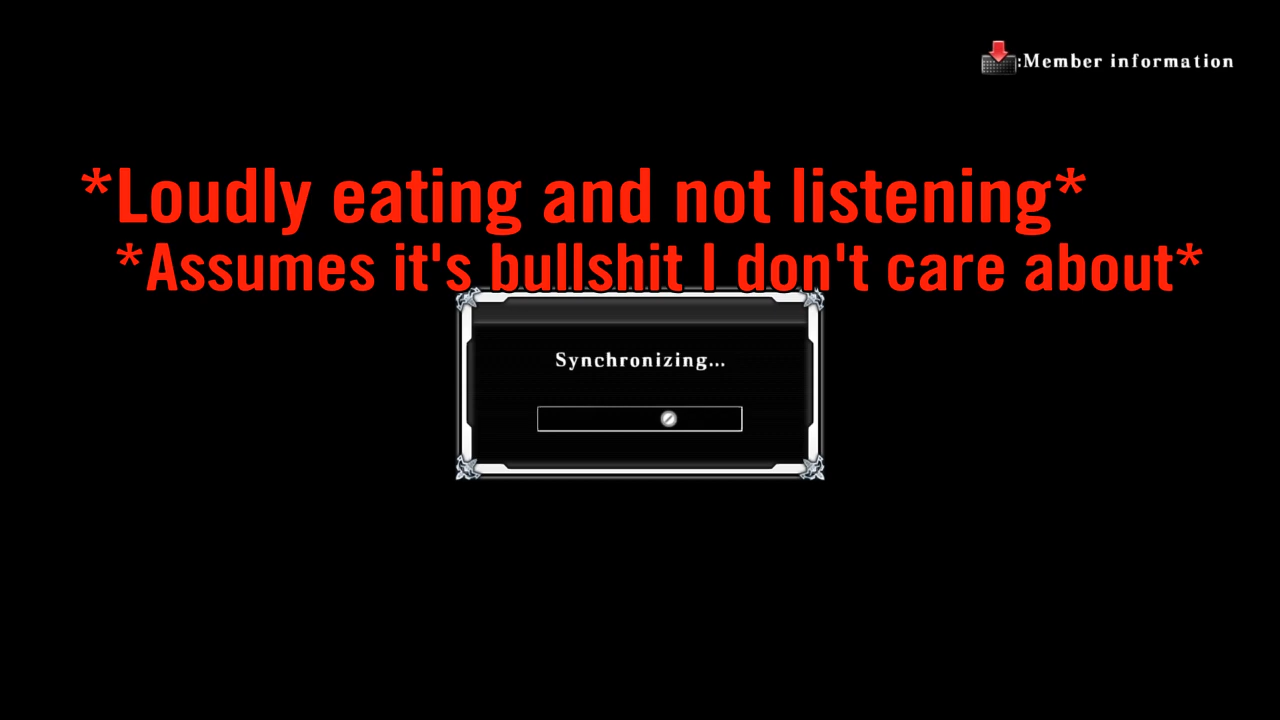 :Member information
*Loudly eating and not listening*
*Assumes it's bullshit I don't care about*
Synchronizing...